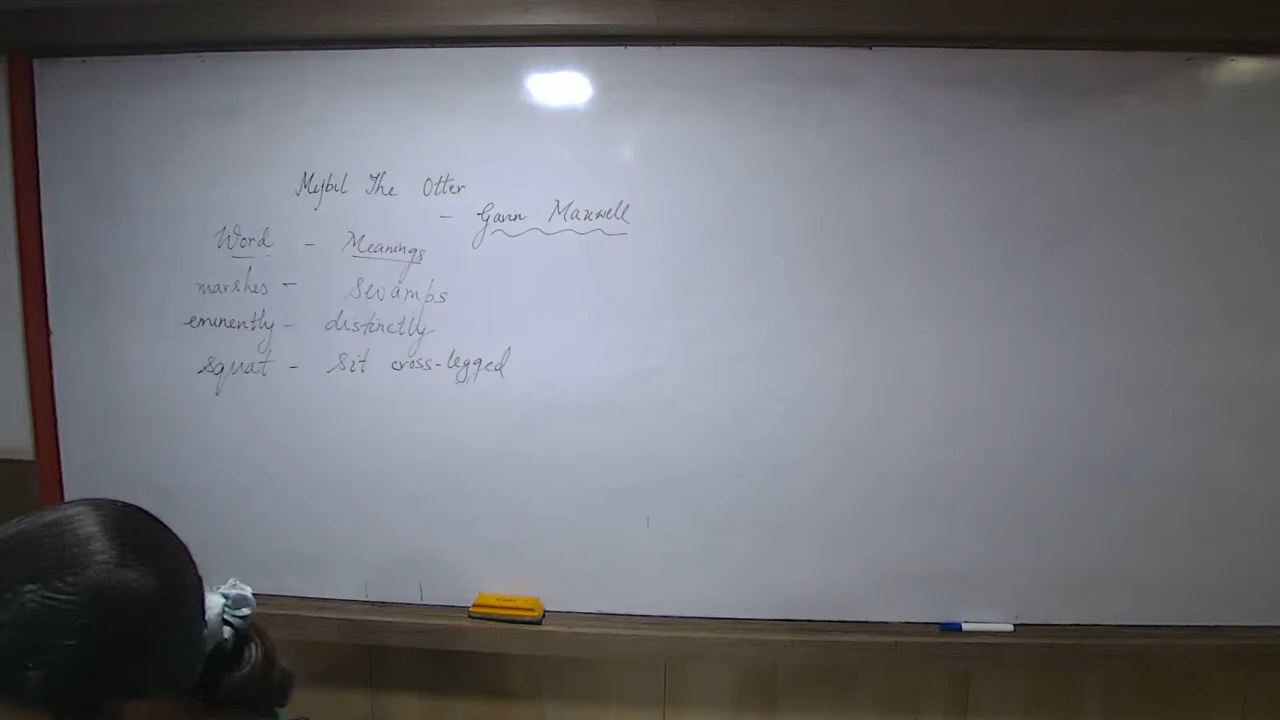 Mijbil The Otter
- Gavin Maxwell
Word - Meanings
marshes - swamps
eminently - distinctly
squat - sit cross-legged